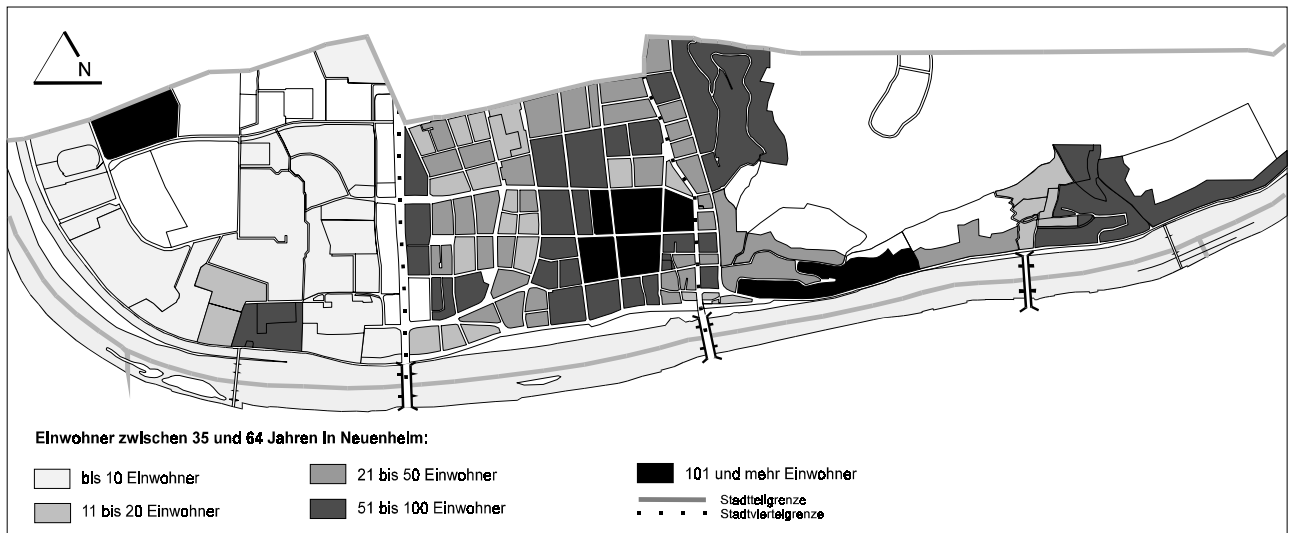 N
Einwohner zwischen 35 und 64 Jahren in Neuenheim:
bis 10 Einwohner
11 bis 20 Einwohner
21 bis 50 Einwohner
51 bis 100 Einwohner
101 und mehr Einwohner
Stadtteilgrenze
Stadtviertelgrenze